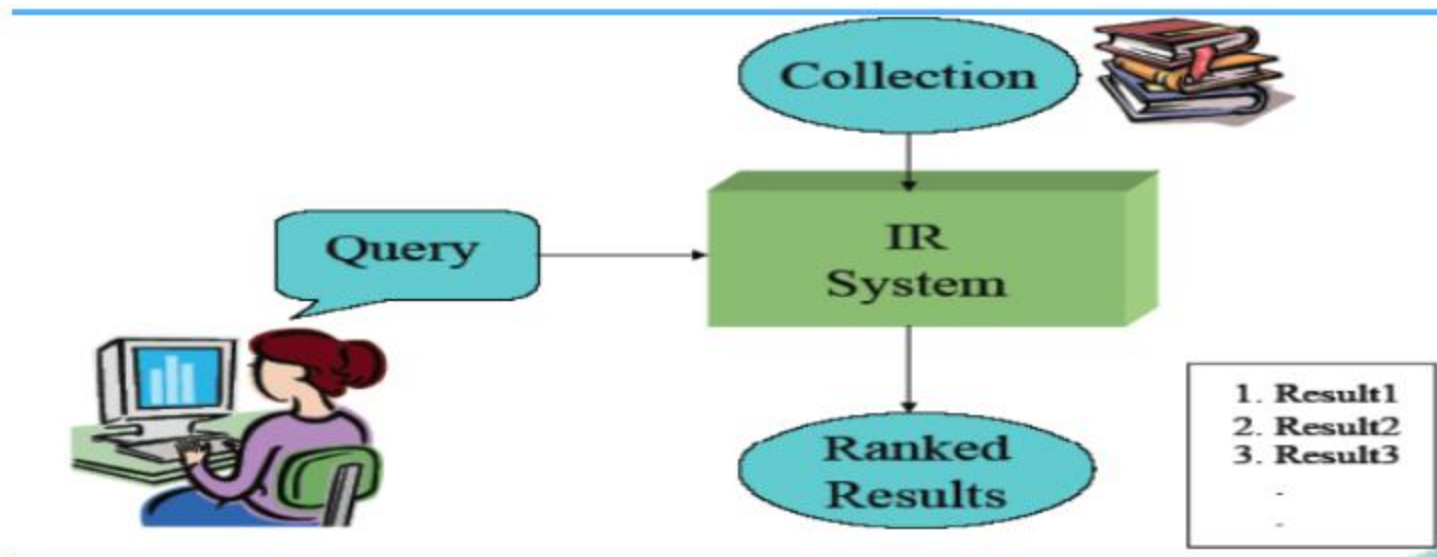 Collection
Query
IR
System
Ranked
Results
1. Result1
2. Result2
3. Result3
.
.